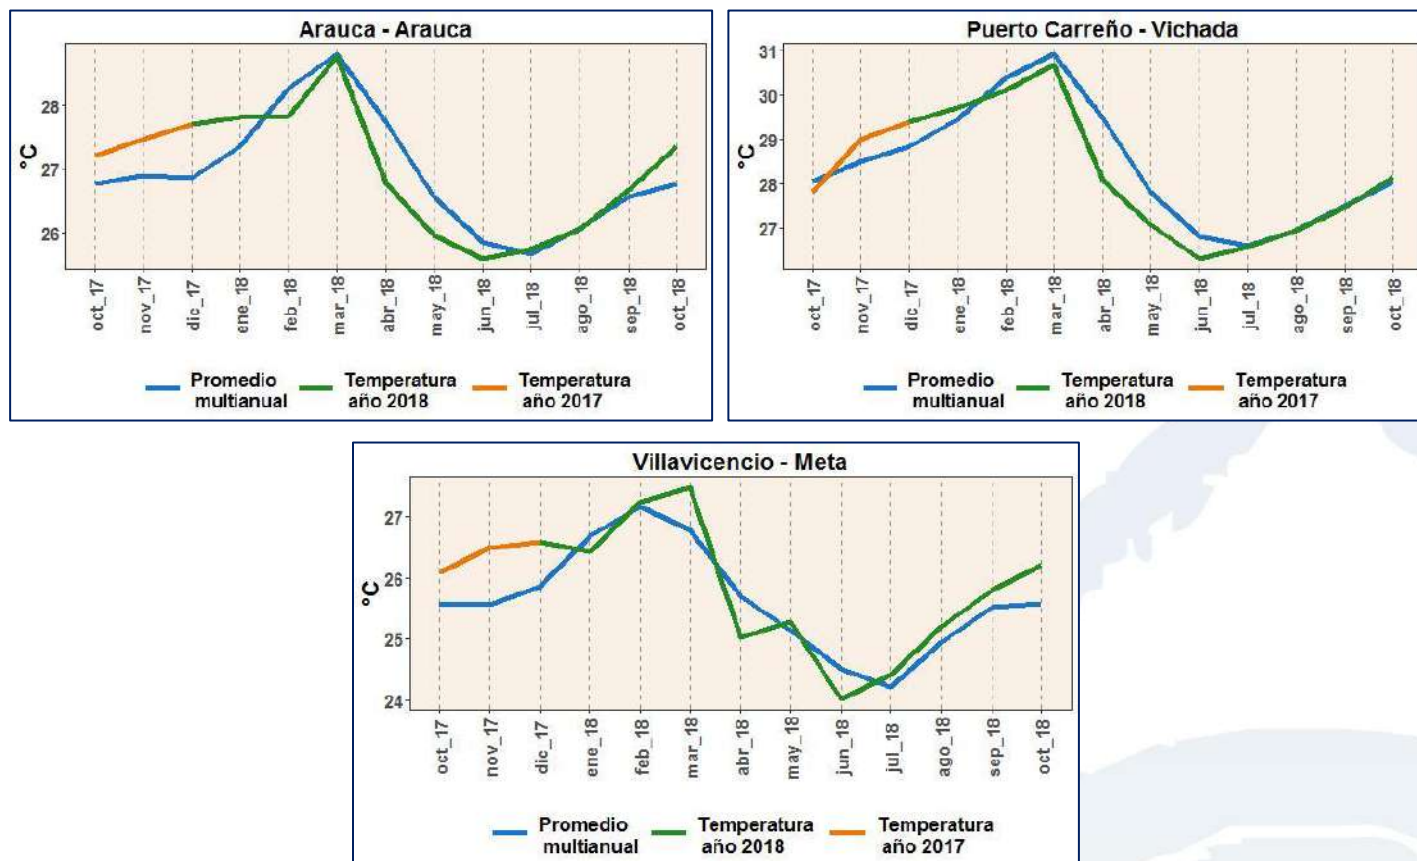 Arauca - Arauca
°C
28
27
26
oct_17
nov_17
dic_17
ene_18
feb_18
mar_18
abr_18
may_18
jun_18
jul_18
ago_18
sep_18
oct_18
Promedio
multianual
Temperatura
año 2018
Temperatura
año 2017
Puerto Carreño - Vichada
°C
31
30
29
28
27
oct_17
nov_17
dic_17
ene_18
feb_18
mar_18
abr_18
may_18
jun_18
jul_18
ago_18
sep_18
oct_18
Promedio
multianual
Temperatura
año 2018
Temperatura
año 2017
Villavicencio - Meta
°C
27
26
25
24
oct_17
nov_17
dic_17
ene_18
feb_18
mar_18
abr_18
may_18
jun_18
jul_18
ago_18
sep_18
oct_18
Promedio
multianual
Temperatura
año 2018
Temperatura
año 2017